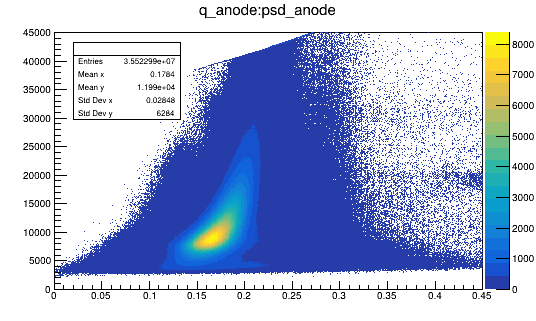 q_anode:psd_anode
Entries 3.552299e+07
Mean x 0.1784
Mean y 1.199e+04
Std Dev x 0.02848
Std Dev y 6284
45000
40000
35000
30000
25000
20000
15000
10000
5000
0
0 0.05 0.1 0.15 0.2 0.25 0.3 0.35 0.4 0.45
8000
7000
6000
5000
4000
3000
2000
1000
0